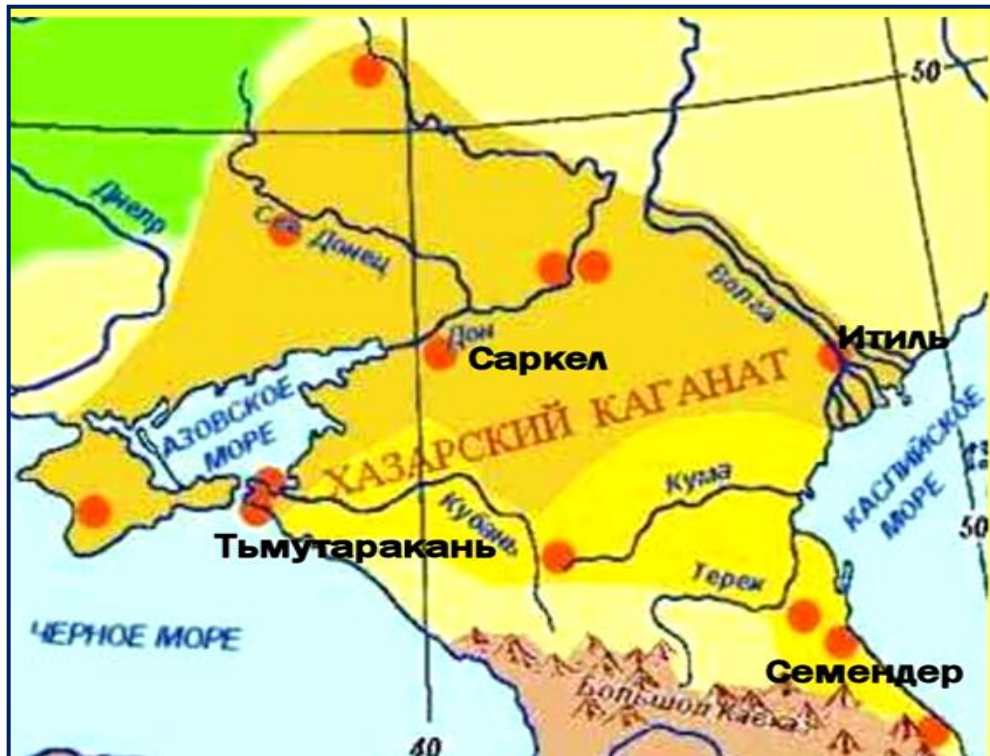 50
Днепр
Сев Донец
Волга
Дон
Итиль
Саркел
АЗОВСКОЕ
МОРЕ
ХАЗАРСКИЙ КАГАНАТ
КАСПИЙСКОЕ
МОРЕ
Кума
Кубань
50
Тьмутаракань
Терек
ЧЕРНОЕ МОРЕ
Семендер
Большой Кавказ
40